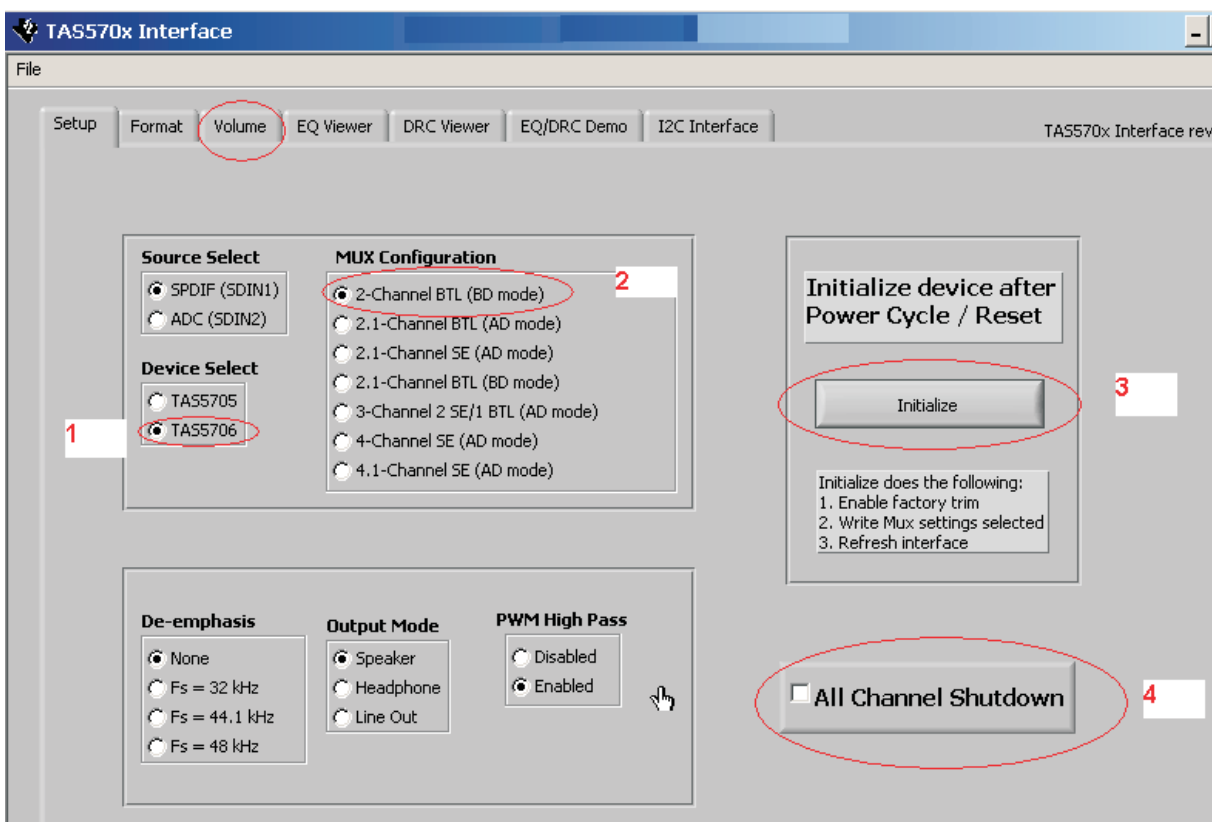 TAS570x Interface
File
Setup
Format
Volume
EQ Viewer
DRC Viewer
EQ/DRC Demo
I2C Interface
TAS570x Interface rev
Source Select
SPDIF (SDIN1)
ADC (SDIN2)
Device Select
TAS5705
1
TAS5706
MUX Configuration
2
2-Channel BTL (BD mode)
2.1-Channel BTL (AD mode)
2.1-Channel SE (AD mode)
2.1-Channel BTL (BD mode)
3-Channel 2 SE/1 BTL (AD mode)
4-Channel SE (AD mode)
4.1-Channel SE (AD mode)
Initialize device after
Power Cycle / Reset
Initialize
3
Initialize does the following:
1. Enable factory trim
2. Write Mux settings selected
3. Refresh interface
De-emphasis
None
Fs = 32 kHz
Fs = 44.1 kHz
Fs = 48 kHz
Output Mode
Speaker
Headphone
Line Out
PWM High Pass
Disabled
Enabled
All Channel Shutdown
4